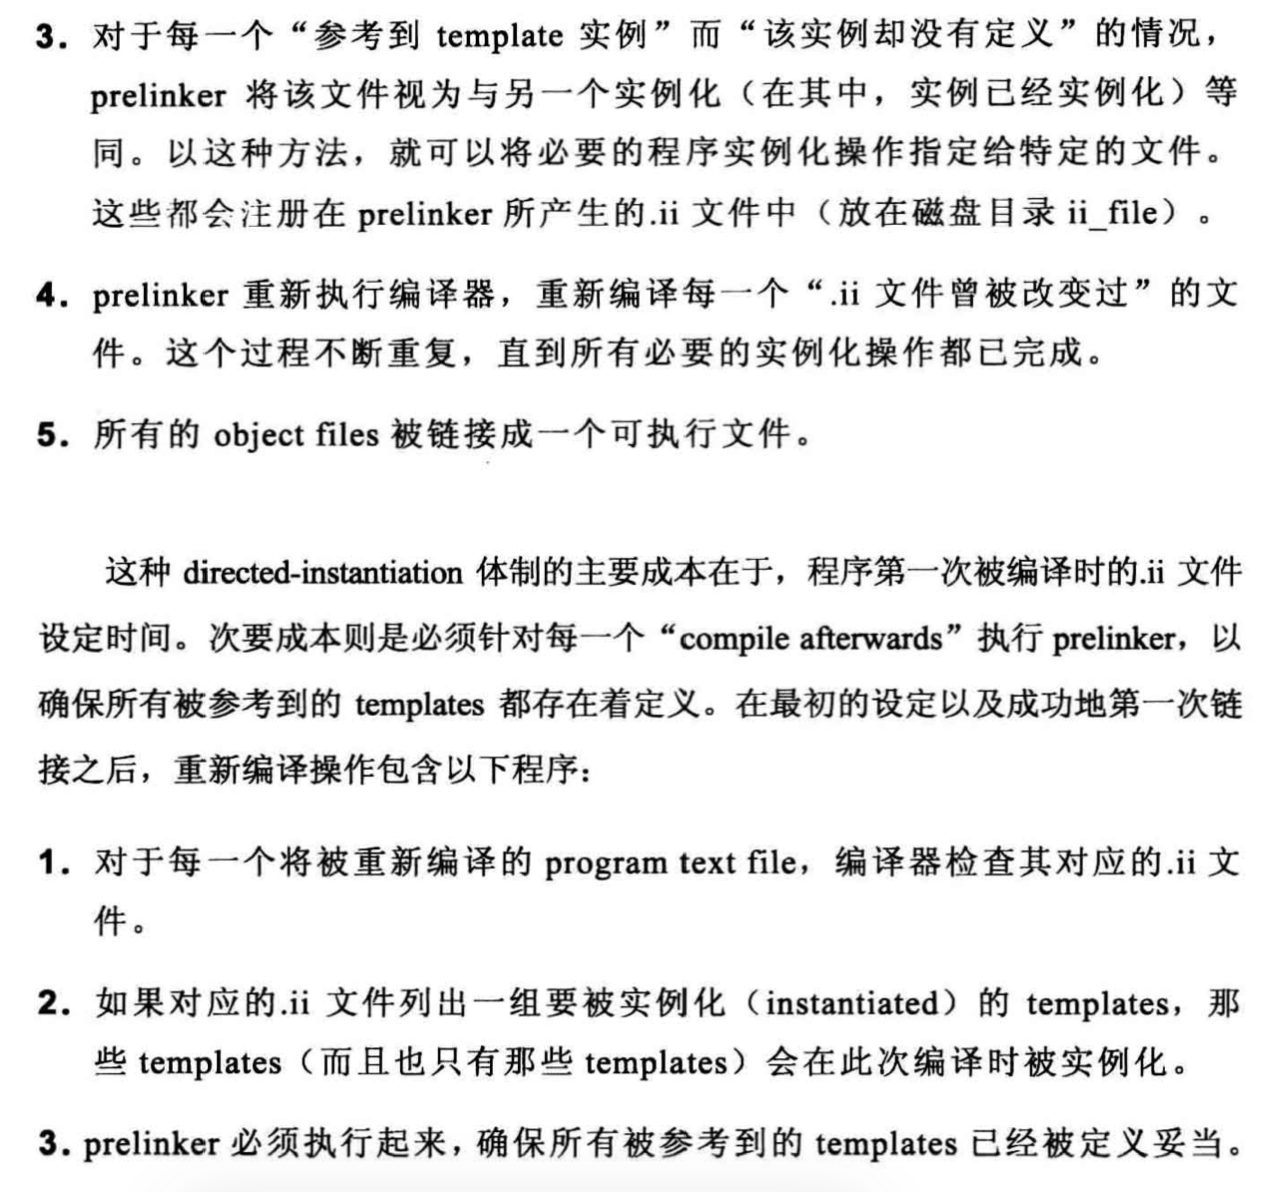 3. 对于每一个“参考到 template 实例”而“该实例却没有定义”的情况，
prelinker 将该文件视为与另一个实例化（在其中，实例已经实例化）等
同。以这种方法，就可以将必要的程序实例化操作指定给特定的文件。
这些都会注册在 prelinker 所产生的.ii 文件中（放在磁盘目录 ii_file）。
4. prelinker 重新执行编译器，重新编译每一个“.ii 文件曾被改变过”的文
件。这个过程不断重复，直到所有必要的实例化操作都已完成。
5. 所有的 object files 被链接成一个可执行文件。
这种 directed-instantiation 体制的主要成本在于，程序第一次被编译时的.ii 文件
设定时间。次要成本则是必须针对每一个“compile afterwards”执行 prelinker，以
确保所有被参考到的 templates 都存在着定义。在最初的设定以及成功地第一次链
接之后，重新编译操作包含以下程序：
1. 对于每一个将被重新编译的 program text file，编译器检查其对应的.ii 文
件。
2. 如果对应的.ii 文件列出一组要被实例化（instantiated）的 templates，那
些 templates（而且也只有那些 templates）会在此次编译时被实例化。
3. prelinker 必须执行起来，确保所有被参考到的 templates 已经被定义妥当。